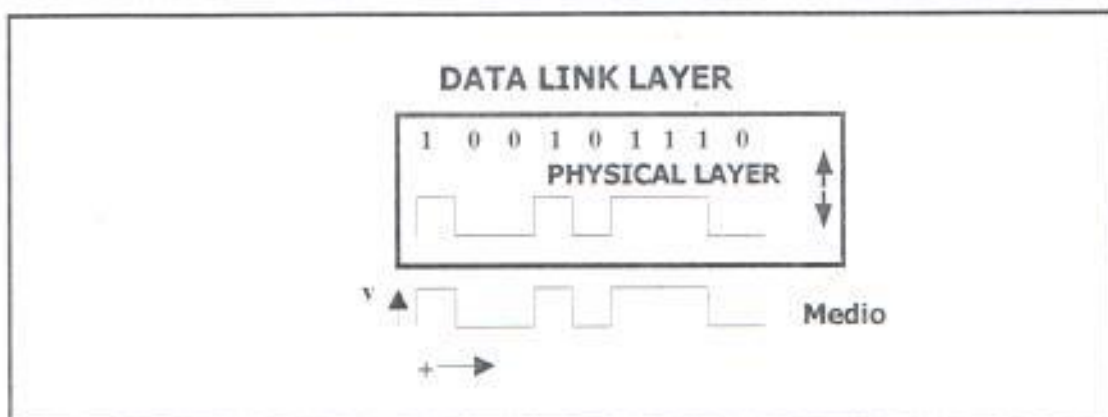 DATA LINK LAYER
1 0 0 1 0 1 1 1 0
PHYSICAL LAYER
v
Medio
+